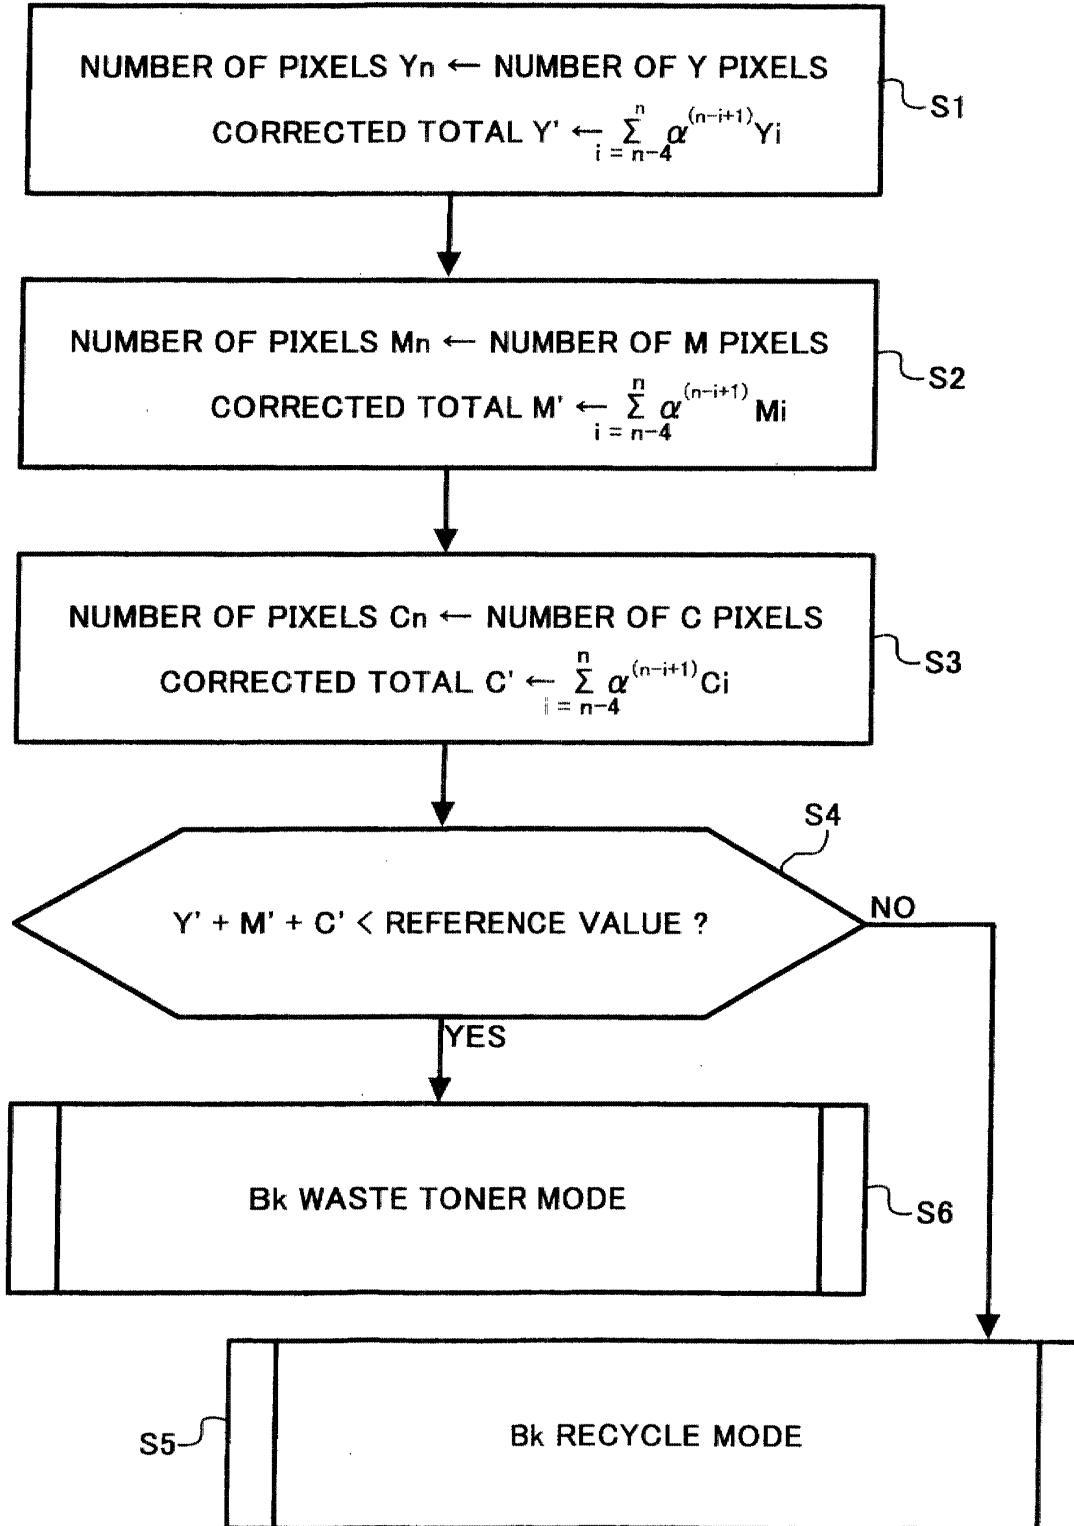 NUMBER OF PIXELS Yn ← NUMBER OF Y PIXELS
CORRECTED TOTAL Y' ← n Σ i = n-4 α(n-i+1) Yi
S1
NUMBER OF PIXELS Mn ← NUMBER OF M PIXELS
CORRECTED TOTAL M' ← n Σ i = n-4 α(n-i+1) Mi
S2
NUMBER OF PIXELS Cn ← NUMBER OF C PIXELS
CORRECTED TOTAL C' ← n Σ i = n-4 α(n-i+1) Ci
S3
S4
Y' + M' + C' < REFERENCE VALUE ?
NO
YES
Bk WASTE TONER MODE
S6
Bk RECYCLE MODE
S5